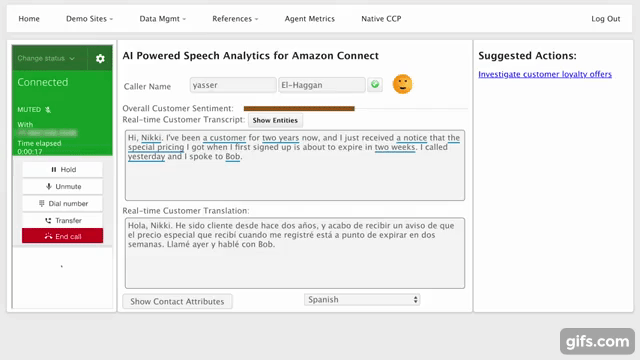 Home Demo Sites Data Mgmt References Agent Metrics Native CCP Log Out
Change status
Connected
MUTED
With
Time elapsed
0:00:17
Hold
Unmute
Dial number
Transfer
End call
AI Powered Speech Analytics for Amazon Connect
Caller Name yasser El-Haggan
Overall Customer Sentiment:
Real-time Customer Transcript: Show Entities
Hi, Nikki. I've been a customer for two years now, and I just received a notice that the
special pricing I got when I first signed up is about to expire in two weeks. I called
yesterday and I spoke to Bob.
Real-time Customer Translation:
Hola, Nikki. He sido cliente desde hace dos años, y acabo de recibir un aviso de que
el precio especial que recibí cuando me registré está a punto de expirar en dos
semanas. Llamé ayer y hablé con Bob.
Show Contact Attributes Spanish
Suggested Actions:
Investigate customer loyalty offers
gifs.com